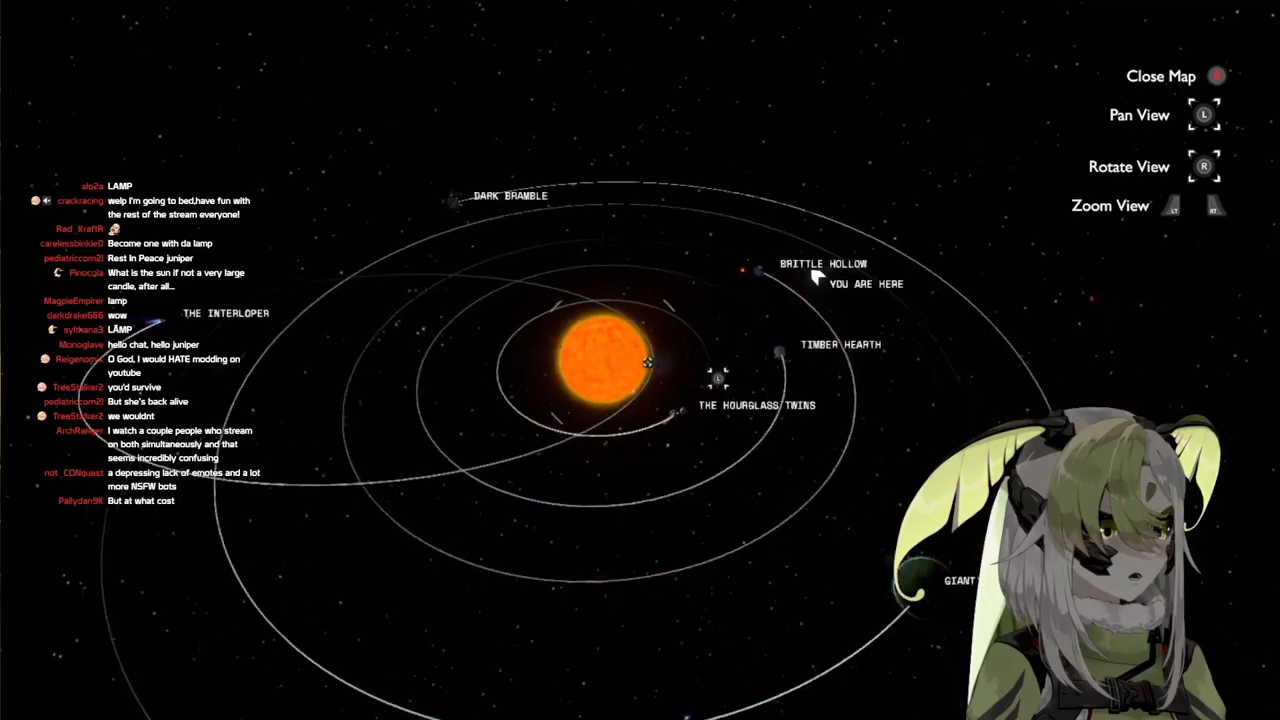 Close Map
Pan View
L
Rotate View
R
Zoom View
LT
RT
DARK BRAMBLE
BRITTLE HOLLOW
YOU ARE HERE
THE INTERLOPER
TIMBER HEARTH
L
THE HOURGLASS TWINS
GIANT
alo2a LAMP
crackracing welp I'm going to bed,have fun with
the rest of the stream everyone!
Red_KraftR
carelessbinkie0 Become one with da lamp
pediatriccorn21 Rest In Peace juniper
Pinocola What is the sun if not a very large
candle, after all...
MagpieEmpirer lamp
darkdrake666 wow
sylthana3 LÄMP
Monoglave hello chat, hello juniper
O God, I would HATE modding on
youtube
TreeStalker2 you'd survive
pediatriccorn21 But she's back alive
TreeStalker2 we wouldnt
ArchRanger I watch a couple people who stream
on both simultaneously and that
seems incredibly confusing
not_CONquest a depressing lack of emotes and a lot
more NSFW bots
Pallydan9K But at what cost